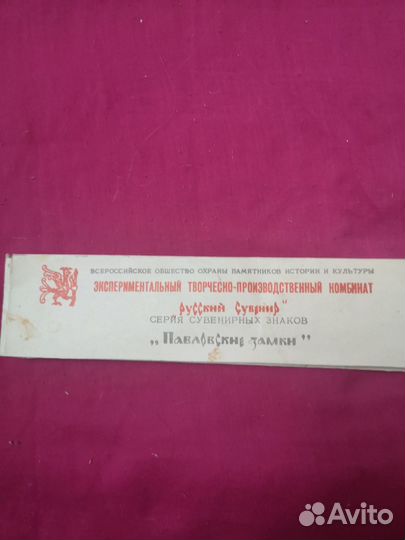 ВСЕРОССИЙСКОЕ ОБЩЕСТВО ОХРАНЫ ПАМЯТНИКОВ ИСТОРИИ И КУЛЬТУРЫ
ЭКСПЕРИМЕНТАЛЬНЫЙ ТВОРЧЕСКО-ПРОИЗВОДСТВЕННЫЙ КОМБИНАТ
русский Сувенир"
СЕРИЯ СУВЕНИРНЫХ ЗНАКОВ
„Павловские замки"
Avito